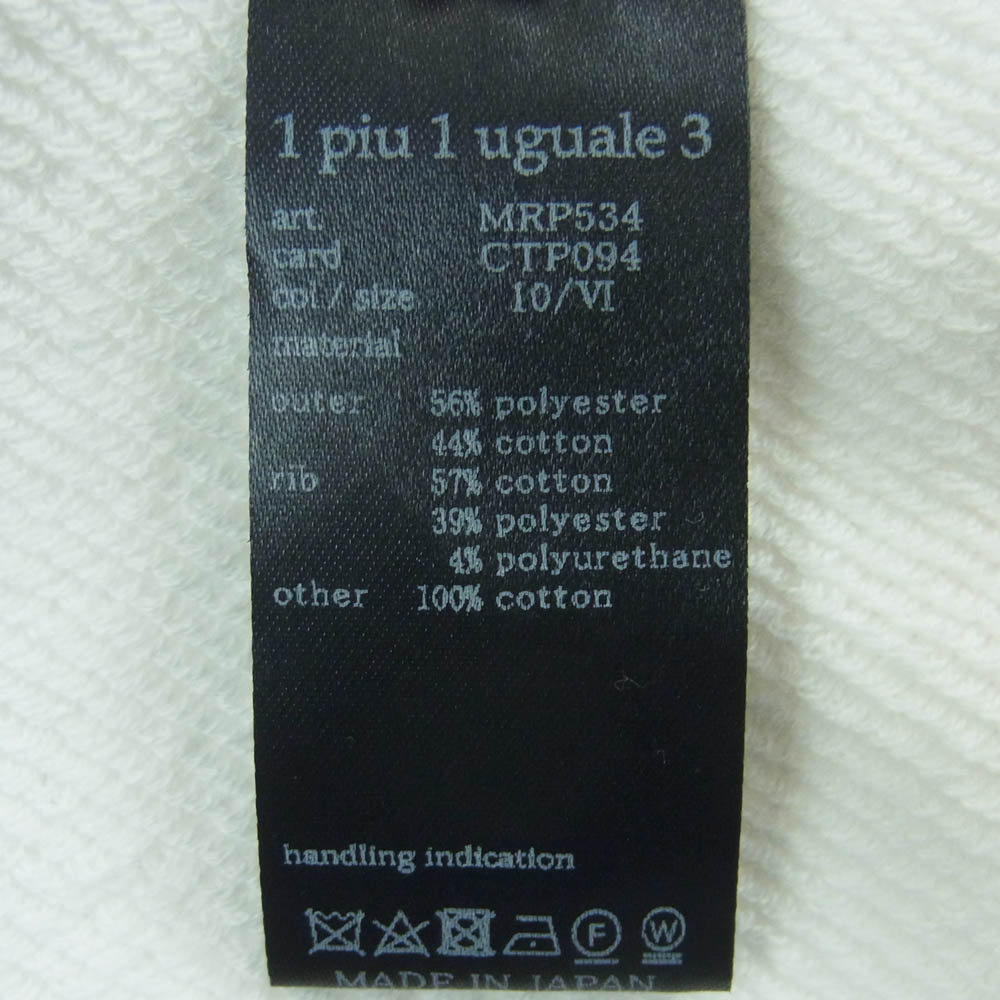 1 piu 1 uguale 3
art MRP534
card CTP094
col / size 10/VI
material
outer 56% polyester
44% cotton
rib 57% cotton
39% polyester
4% polyurethane
other 100% cotton
handling indication
F W
MADE IN JAPAN